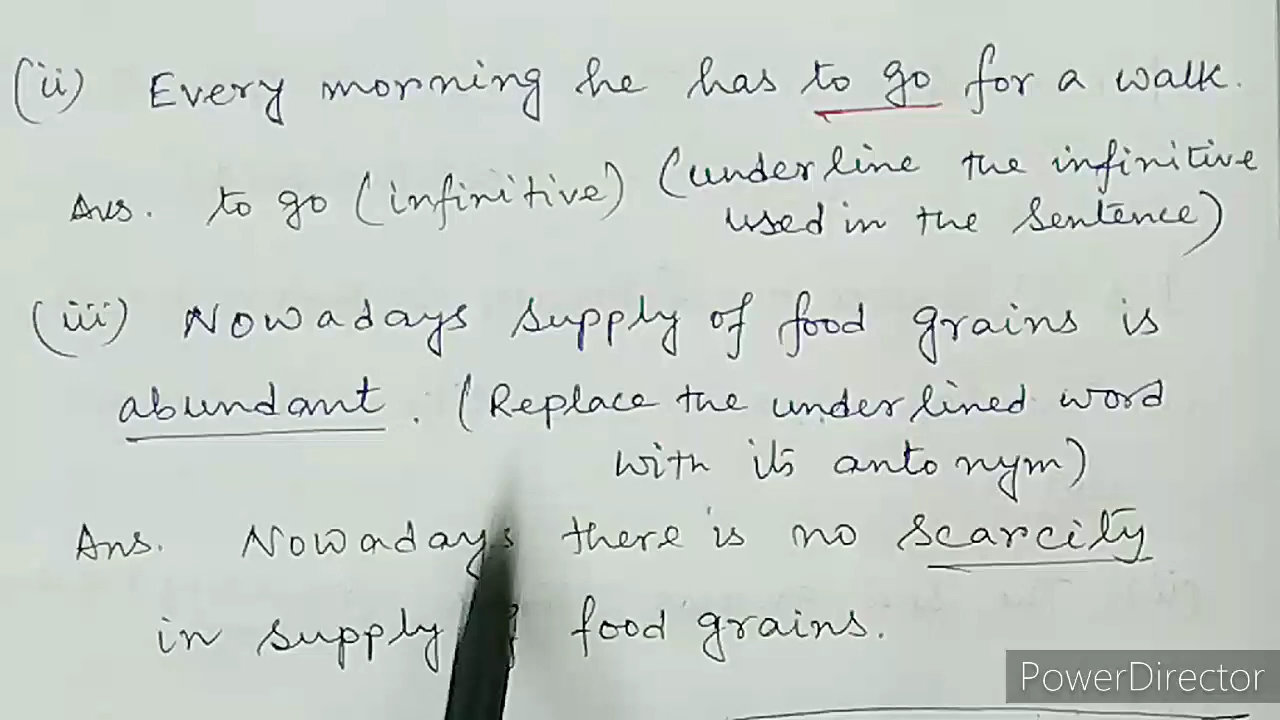 (ii) Every morning he has to go for a walk.
Ans. to go (infinitive) (underline the infinitive
used in the sentence)
(iii) Nowadays supply of food grains is
abundant. (Replace the underlined word
with its antonym)
Ans. Nowadays there is no scarcity
in supply food grains.
PowerDirector